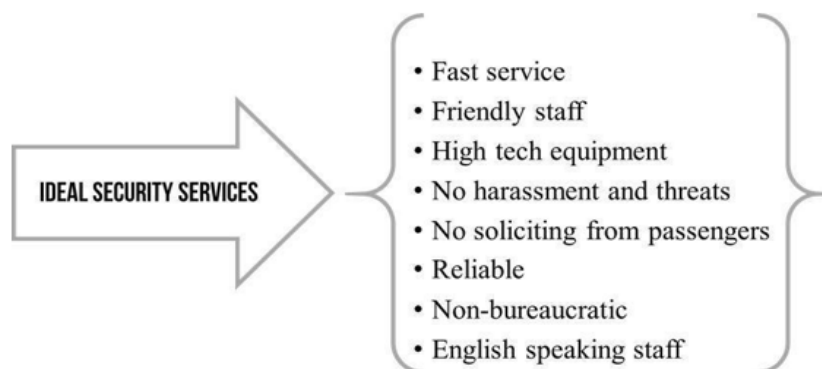 IDEAL SECURITY SERVICES
• Fast service
• Friendly staff
• High tech equipment
• No harassment and threats
• No soliciting from passengers
• Reliable
• Non-bureaucratic
• English speaking staff